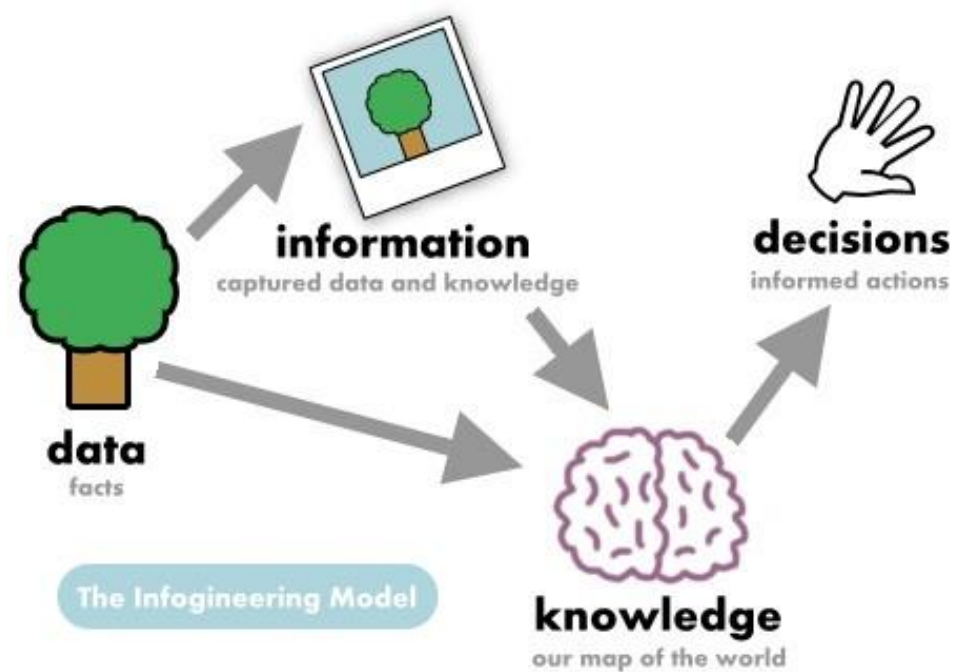 information
captured data and knowledge
decisions
informed actions
data
facts
The Infogineering Model
knowledge
our map of the world